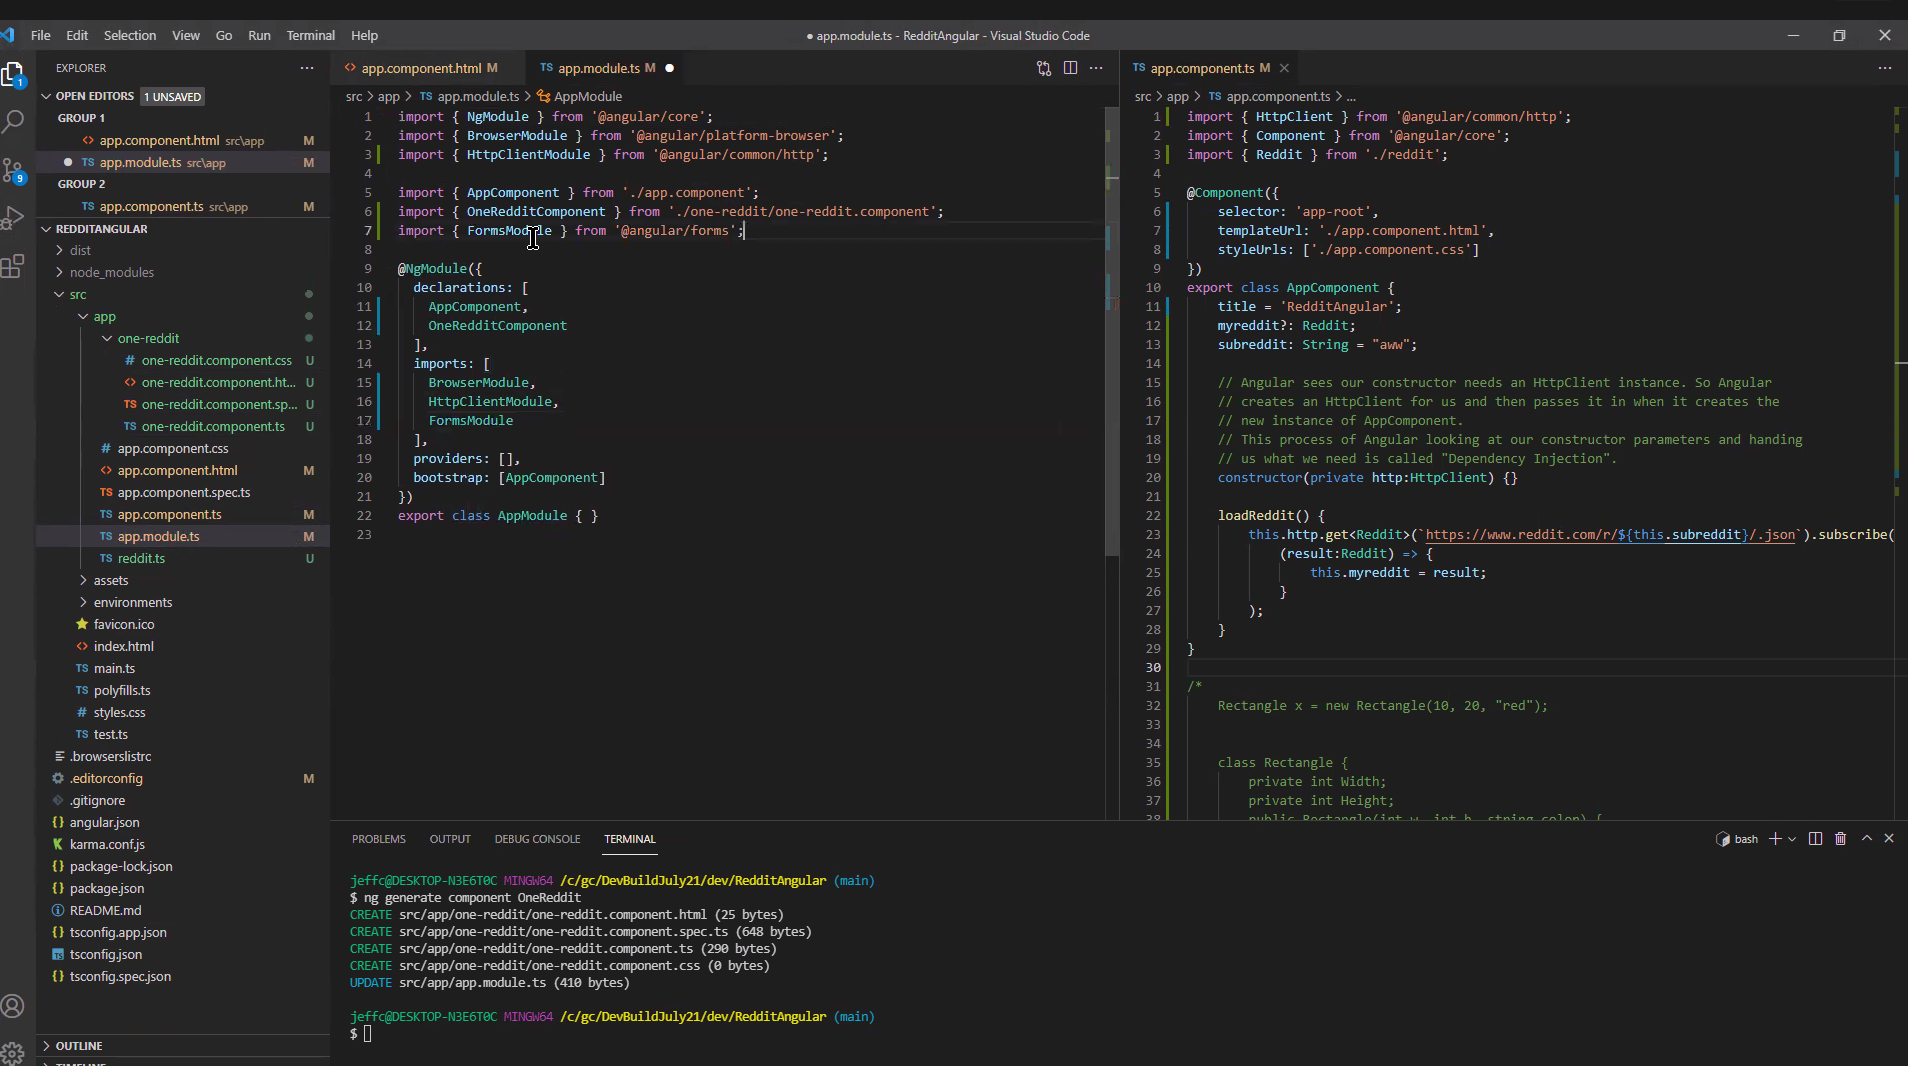 File Edit Selection View Go Run Terminal Help
● app.module.ts - RedditAngular - Visual Studio Code
EXPLORER
OPEN EDITORS 1 UNSAVED
GROUP 1
app.component.html src\app M
app.module.ts src\app M
GROUP 2
app.component.ts src\app M
REDDITANGULAR
dist
node_modules
src
app
one-reddit
# one-reddit.component.css U
<> one-reddit.component.ht... U
TS one-reddit.component.sp... U
TS one-reddit.component.ts U
# app.component.css
<> app.component.html M
TS app.component.spec.ts
TS app.component.ts M
TS app.module.ts M
TS reddit.ts U
assets
environments
favicon.ico
<> index.html
TS main.ts
TS polyfills.ts
# styles.css
TS test.ts
.browserslistrc
.editorconfig M
.gitignore
{} angular.json
karma.conf.js
{} package-lock.json
{} package.json
README.md
{} tsconfig.app.json
TS tsconfig.json
{} tsconfig.spec.json
OUTLINE
TIMELINE
1
9
<> app.component.html M TS app.module.ts M ●
src > app > TS app.module.ts > AppModule
1 import { NgModule } from '@angular/core';
2 import { BrowserModule } from '@angular/platform-browser';
3 import { HttpClientModule } from '@angular/common/http';
4
5 import { AppComponent } from './app.component';
6 import { OneRedditComponent } from './one-reddit/one-reddit.component';
7 import { FormsModule } from '@angular/forms';
8
9 @NgModule({
10 declarations: [
11 AppComponent,
12 OneRedditComponent
13 ],
14 imports: [
15 BrowserModule,
16 HttpClientModule,
17 FormsModule
18 ],
19 providers: [],
20 bootstrap: [AppComponent]
21 })
22 export class AppModule { }
23
TS app.component.ts M
src > app > TS app.component.ts > ...
1 import { HttpClient } from '@angular/common/http';
2 import { Component } from '@angular/core';
3 import { Reddit } from './reddit';
4
5 @Component({
6 selector: 'app-root',
7 templateUrl: './app.component.html',
8 styleUrls: ['./app.component.css']
9 })
10 export class AppComponent {
11 title = 'RedditAngular';
12 myreddit?: Reddit;
13 subreddit: String = "aww";
14
15 // Angular sees our constructor needs an HttpClient instance. So Angular
16 // creates an HttpClient for us and then passes it in when it creates the
17 // new instance of AppComponent.
18 // This process of Angular looking at our constructor parameters and handing
19 // us what we need is called "Dependency Injection".
20 constructor(private http:HttpClient) {}
21
22 loadReddit() {
23 this.http.get<Reddit>(`https://www.reddit.com/r/${this.subreddit}/.json`).subscribe(
24 (result:Reddit) => {
25 this.myreddit = result;
26 }
27 );
28 }
29 }
30
31 /*
32 Rectangle x = new Rectangle(10, 20, "red");
33
34
35 class Rectangle {
36 private int Width;
37 private int Height;
38 public Rectangle(int w, int h, string color) {
PROBLEMS OUTPUT DEBUG CONSOLE TERMINAL
bash
jeffc@DESKTOP-N3E6T0C MINGW64 /c/gc/DevBuildJuly21/dev/RedditAngular (main)
$ ng generate component OneReddit
CREATE src/app/one-reddit/one-reddit.component.html (25 bytes)
CREATE src/app/one-reddit/one-reddit.component.spec.ts (648 bytes)
CREATE src/app/one-reddit/one-reddit.component.ts (290 bytes)
CREATE src/app/one-reddit/one-reddit.component.css (0 bytes)
UPDATE src/app/app.module.ts (410 bytes)
jeffc@DESKTOP-N3E6T0C MINGW64 /c/gc/DevBuildJuly21/dev/RedditAngular (main)
$